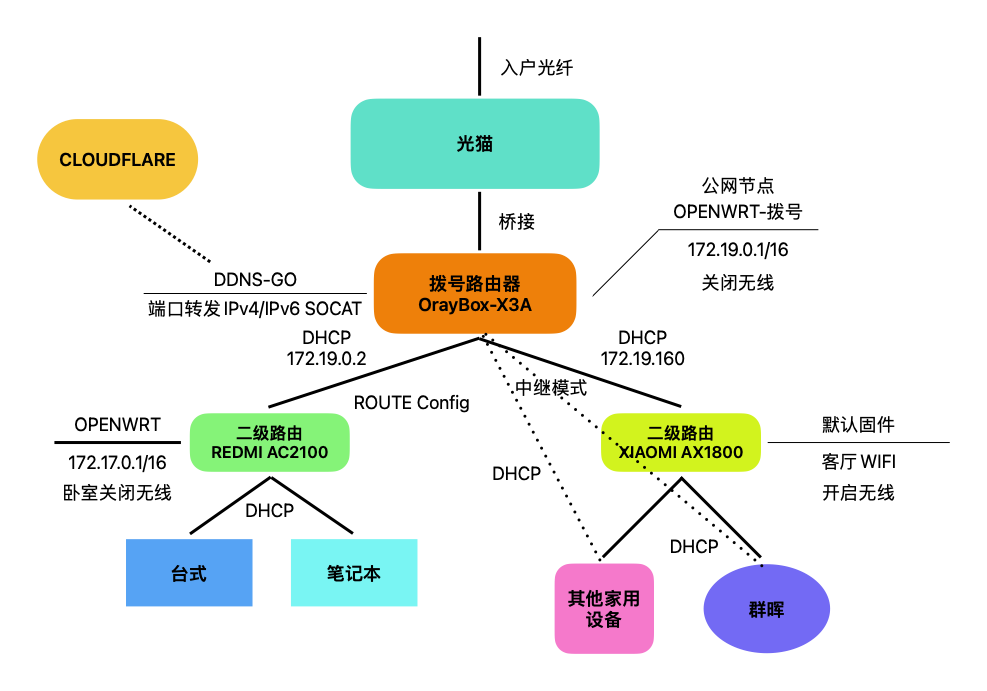 入户光纤
光猫
CLOUDFLARE
桥接
公网节点
OPENWRT-拨号
172.19.0.1/16
关闭无线
DDNS-GO
端口转发 IPv4/IPv6 SOCAT
拨号路由器
OrayBox-X3A
DHCP
172.19.0.2
DHCP
172.19.160
中继模式
ROUTE Config
OPENWRT
172.17.0.1/16
卧室关闭无线
二级路由
REDMI AC2100
二级路由
XIAOMI AX1800
默认固件
客厅 WIFI
开启无线
DHCP
DHCP
DHCP
台式
笔记本
其他家用
设备
群晖